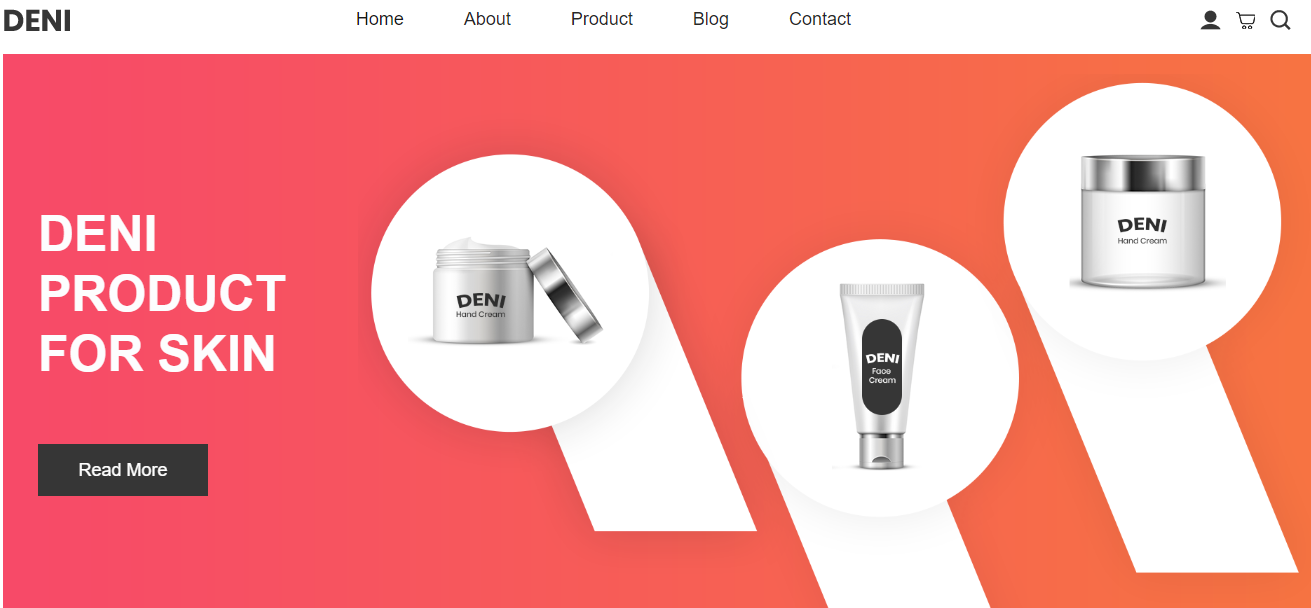 DENI
Home About Product Blog Contact
DENI
PRODUCT
FOR SKIN
Read More
DENI
Hand Cream
DENI
Face
Cream
DENI
Hand Cream